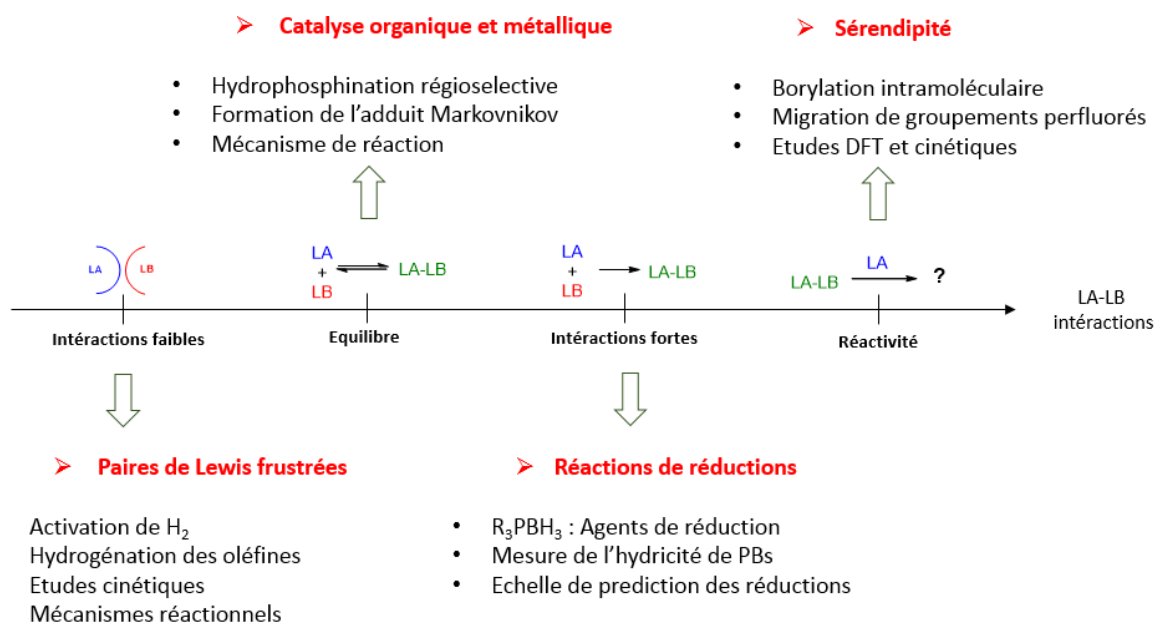 ➤ Catalyse organique et métallique
• Hydrophosphination régioselective
• Formation de l'adduit Markovnikov
• Mécanisme de réaction
➤ Sérendipité
• Borylation intramoléculaire
• Migration de groupements perfluorés
• Etudes DFT et cinétiques
LA LB
LA
+
LB
LA-LB
LA
+
LB
LA-LB
LA-LB
LA
?
Intéractions faibles
Equilibre
Intéractions fortes
Réactivité
LA-LB
intéractions
➤ Paires de Lewis frustrées
Activation de H₂
Hydrogénation des oléfines
Etudes cinétiques
Mécanismes réactionnels
➤ Réactions de réductions
• R₃PBH₃ : Agents de réduction
• Mesure de l'hydricité de PBs
• Echelle de prediction des réductions